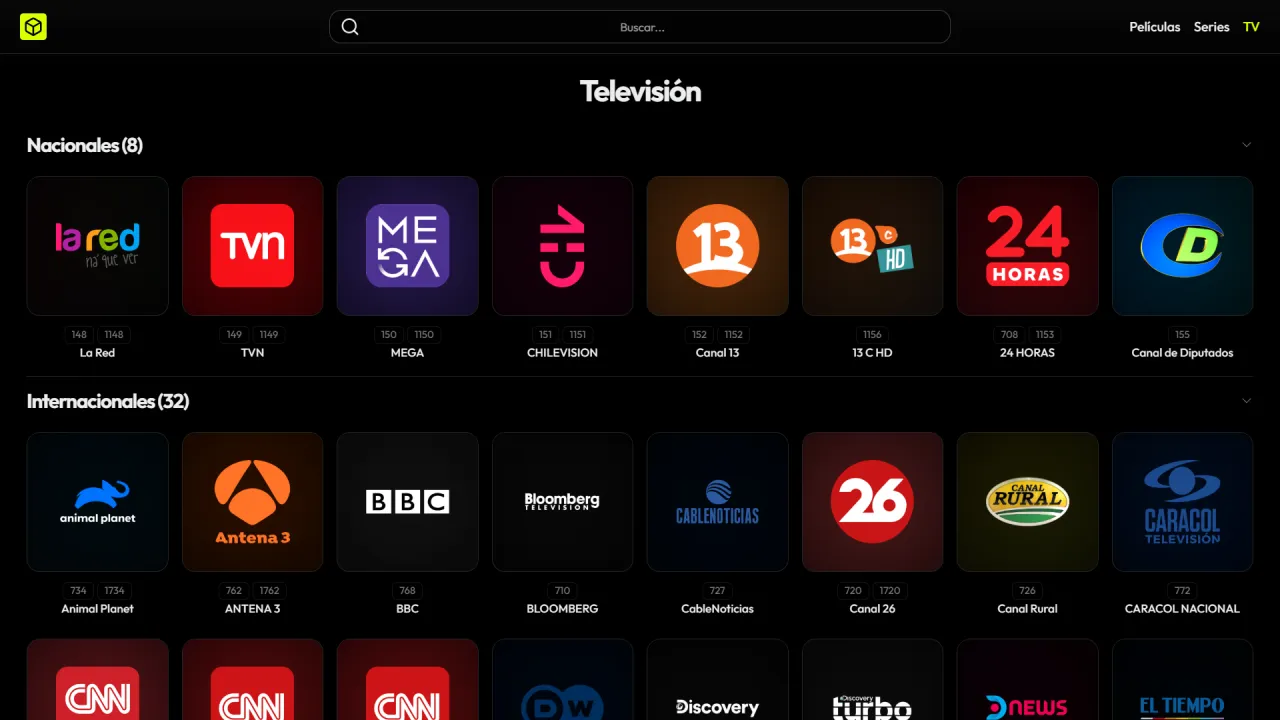 Buscar...
Películas Series TV
Televisión
Nacionales (8)
la red
na' que ver
TVN
MEGA
CHV
13
13 C HD
24 HORAS
CD
148 1148
149 1149
150 1150
151 1151
152 1152
1156
708 1153
155
La Red
TVN
MEGA
CHILEVISION
Canal 13
13 C HD
24 HORAS
Canal de Diputados
Internacionales (32)
animal planet
Antena 3
BBC
Bloomberg
TELEVISION
CABLENOTICIAS
26
CANAL
RURAL
CARACOL
TELEVISIÓN
734 1734
762 1762
768
710
727
720 1720
726
772
Animal Planet
ANTENA 3
BBC
BLOOMBERG
CableNoticias
Canal 26
Canal Rural
CARACOL NACIONAL
CNN
CNN
CNN
DW
Discovery
Discovery
turbo
NEWS
EL TIEMPO